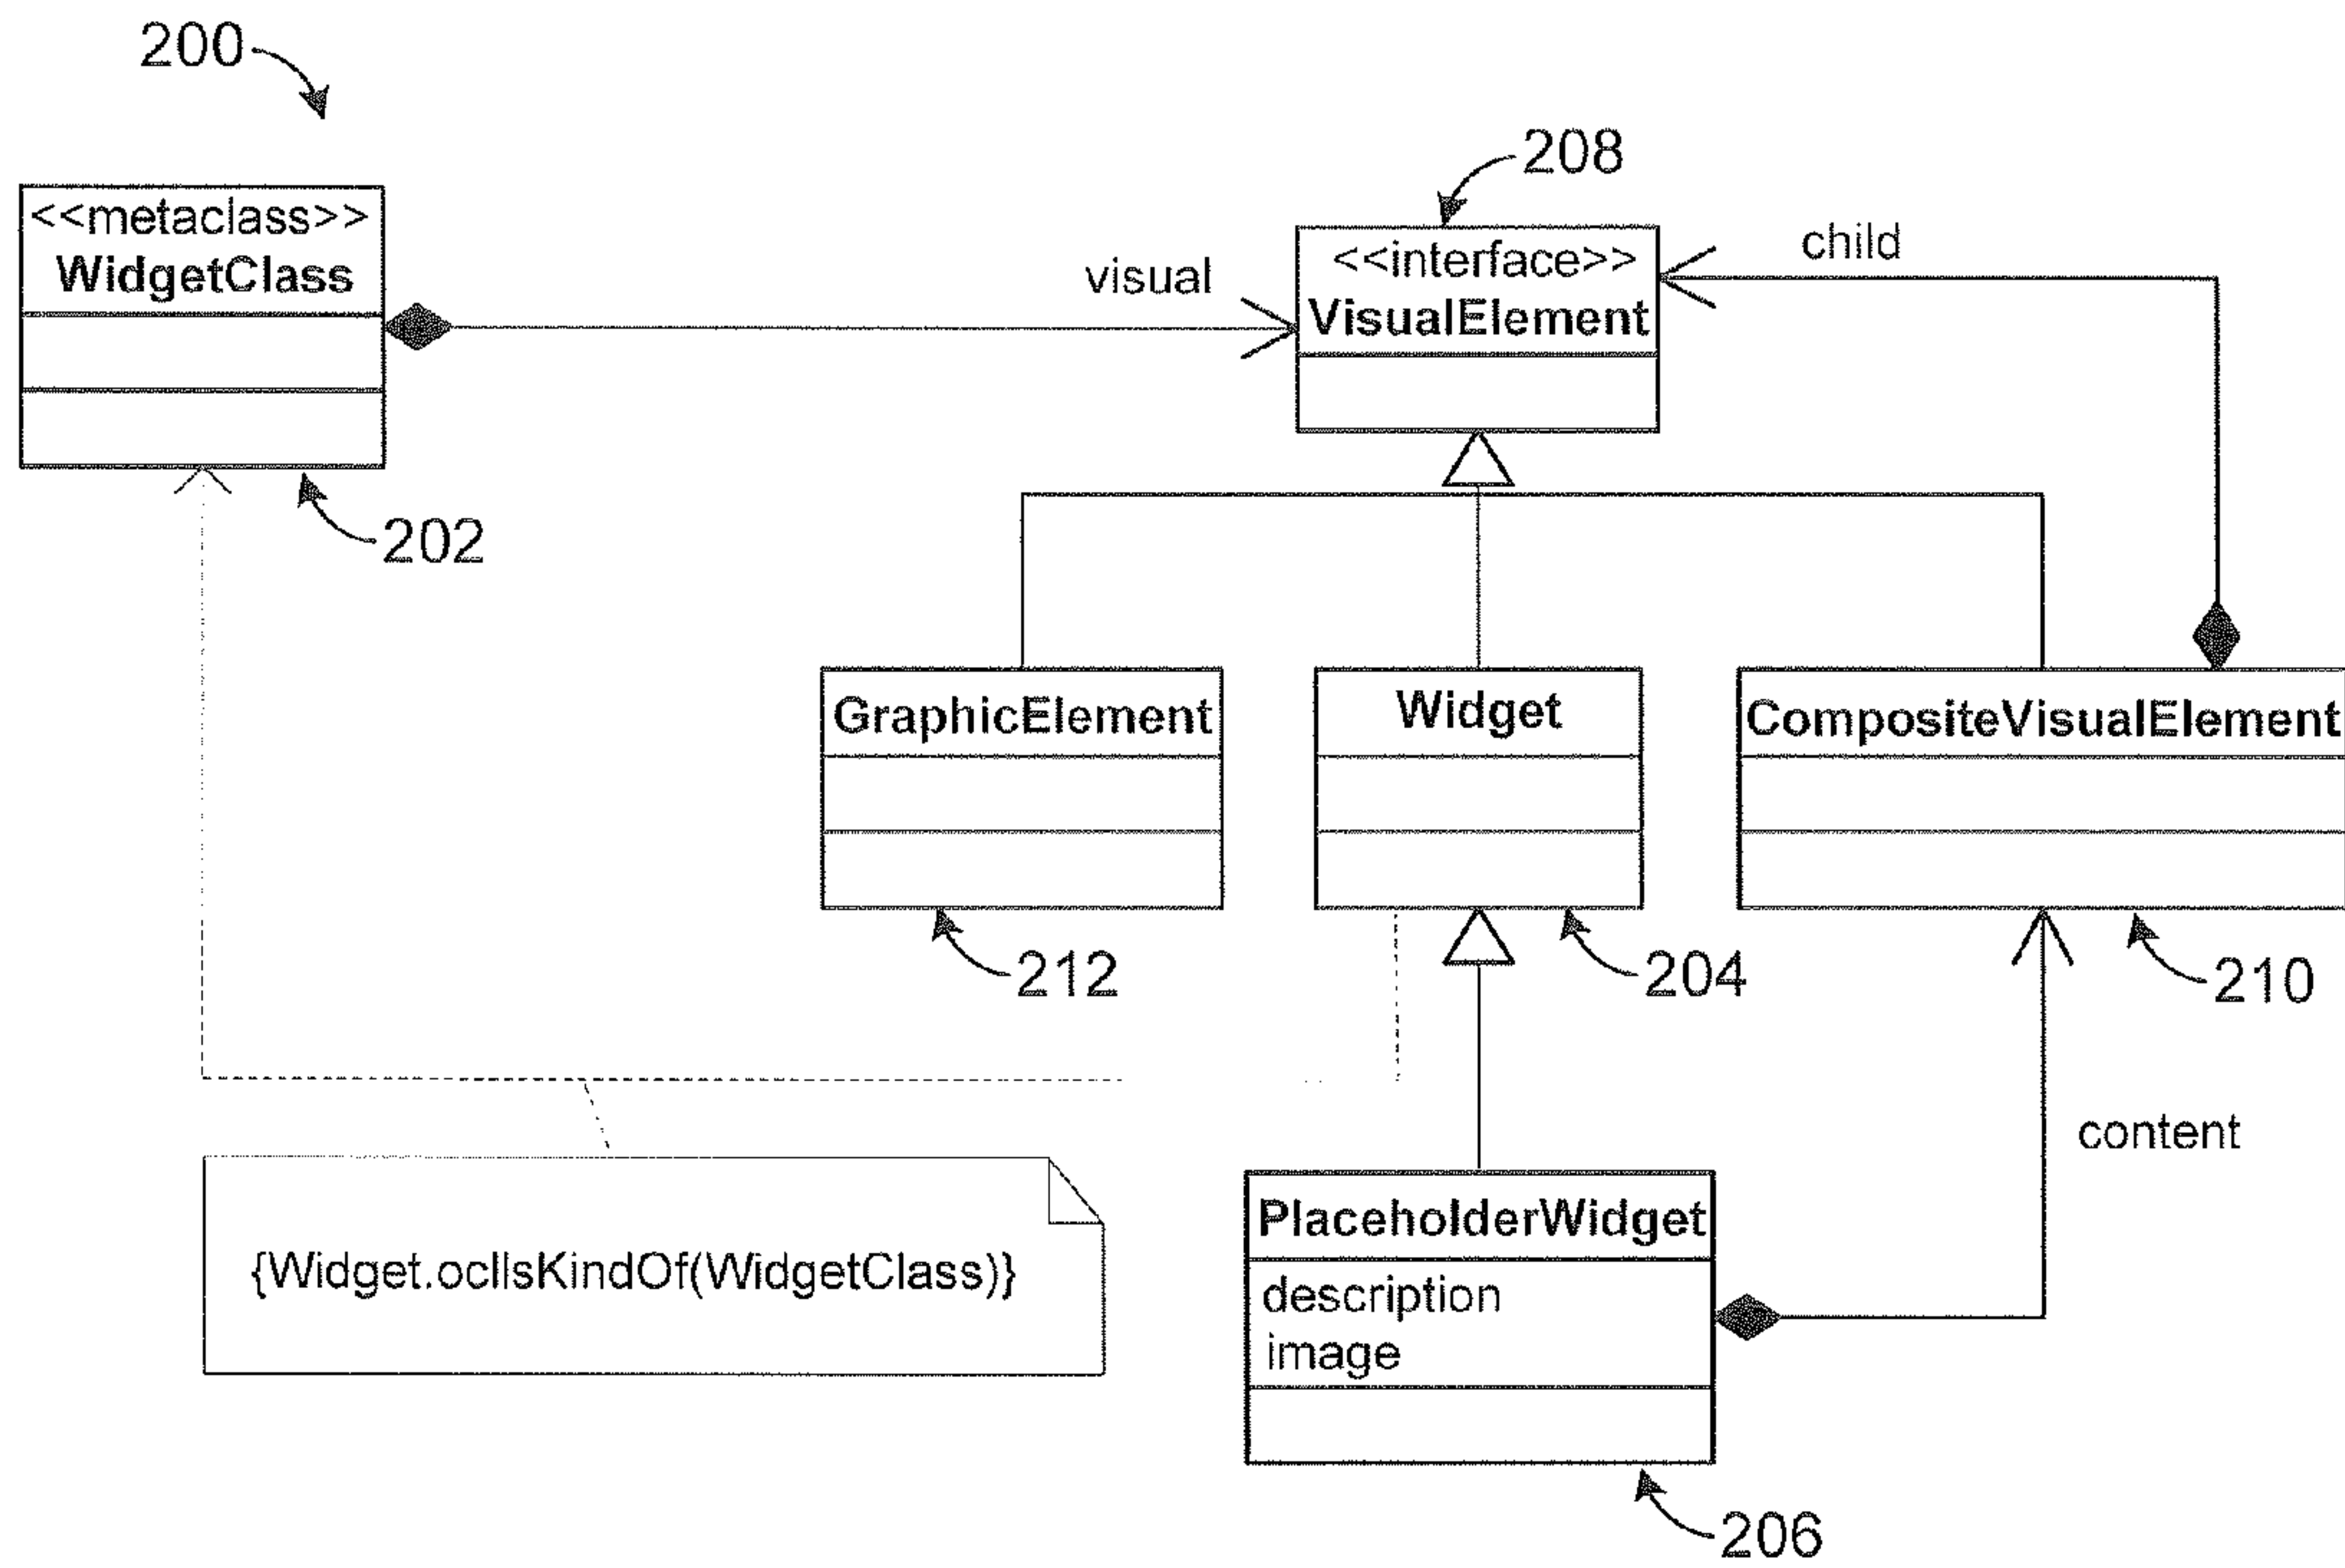 200
208
<<metaclass>>
WidgetClass
visual
<<interface>>
VisualElement
child
202
GraphicElement
Widget
CompositeVisualElement
212
204
210
content
{Widget.oclIsKindOf(WidgetClass)}
PlaceholderWidget
description
image
206